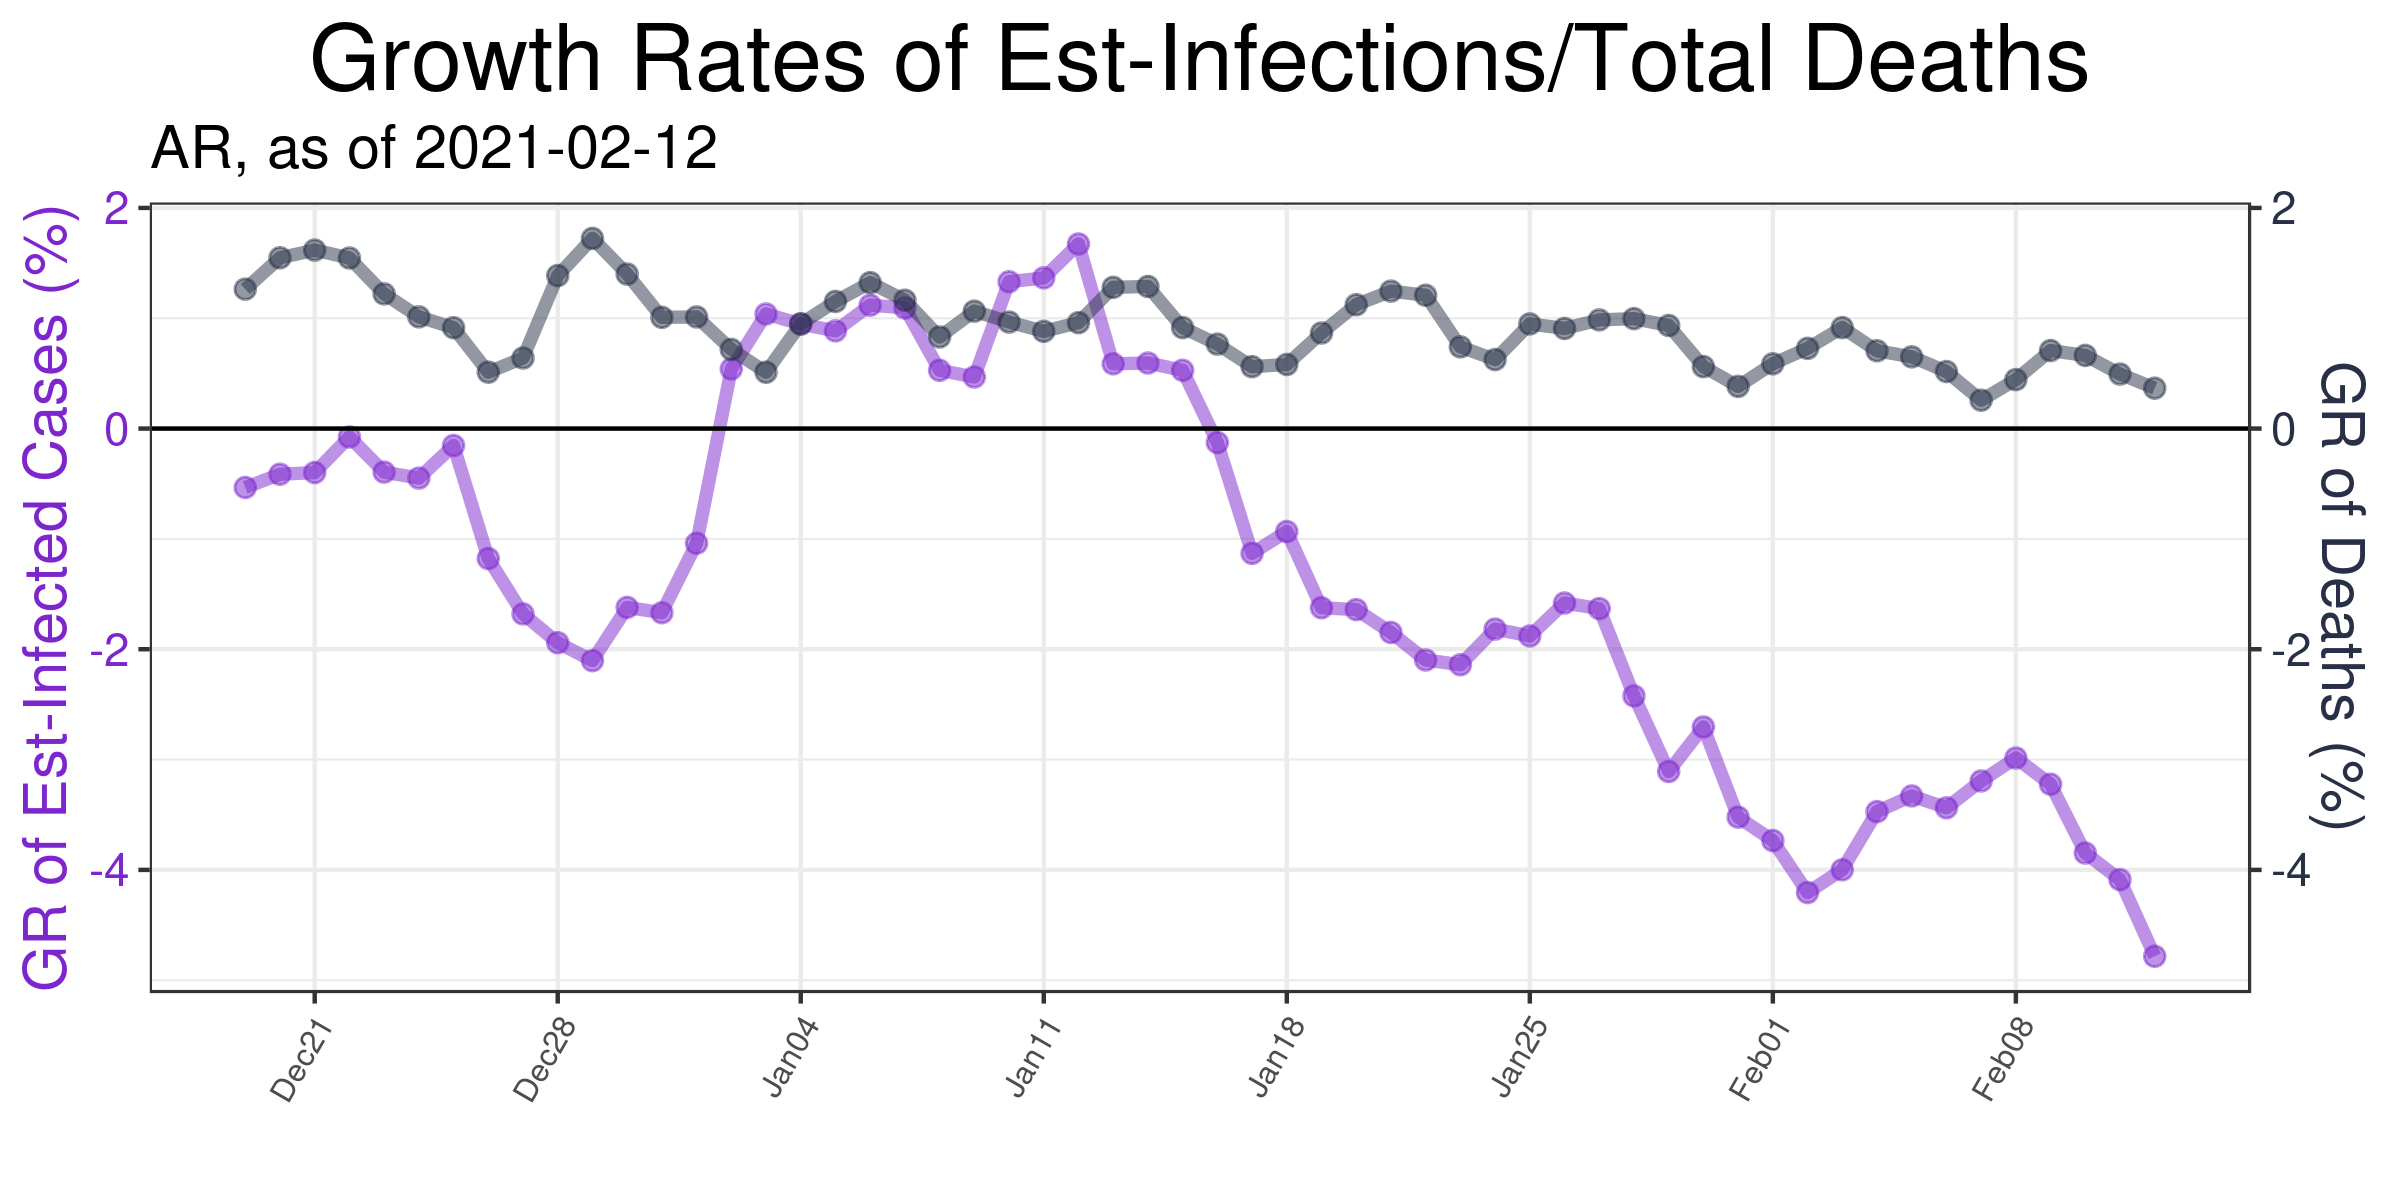 Growth Rates of Est-Infections/Total Deaths
AR, as of 2021-02-12
GR of Est-Infected Cases (%)
2
0
-2
-4
2
0
-2
-4
GR of Deaths (%)
Dec21
Dec28
Jan04
Jan11
Jan18
Jan25
Feb01
Feb08